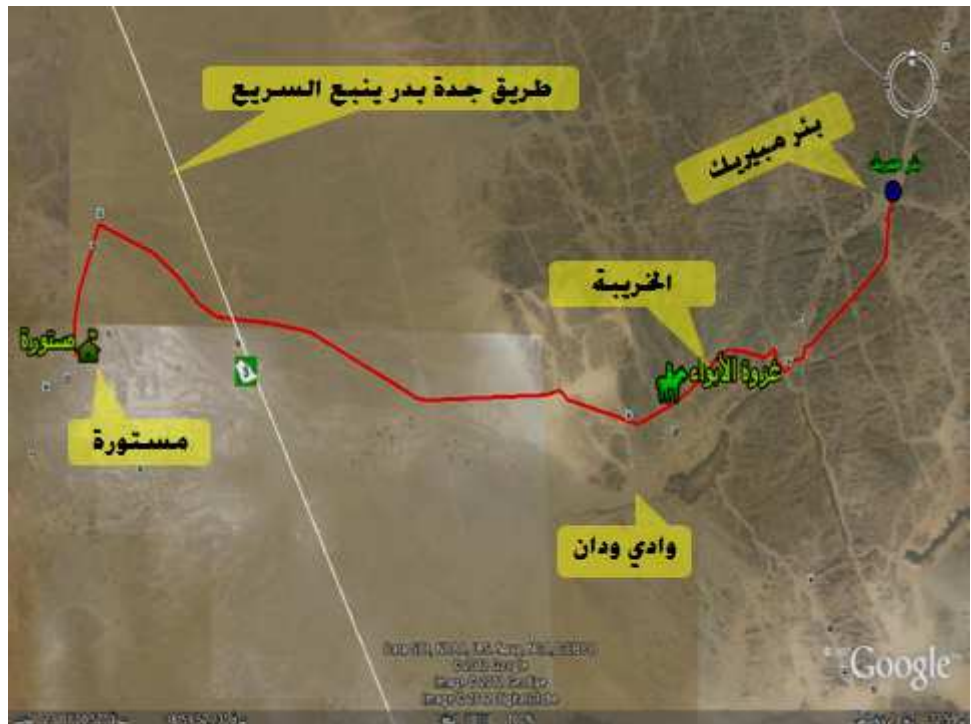 طريق جدة بدر ينبع السريع
بئر مبيريك
الخريبة
مستورة
غزوة الأبواء
مستورة
وادي ودان
Google